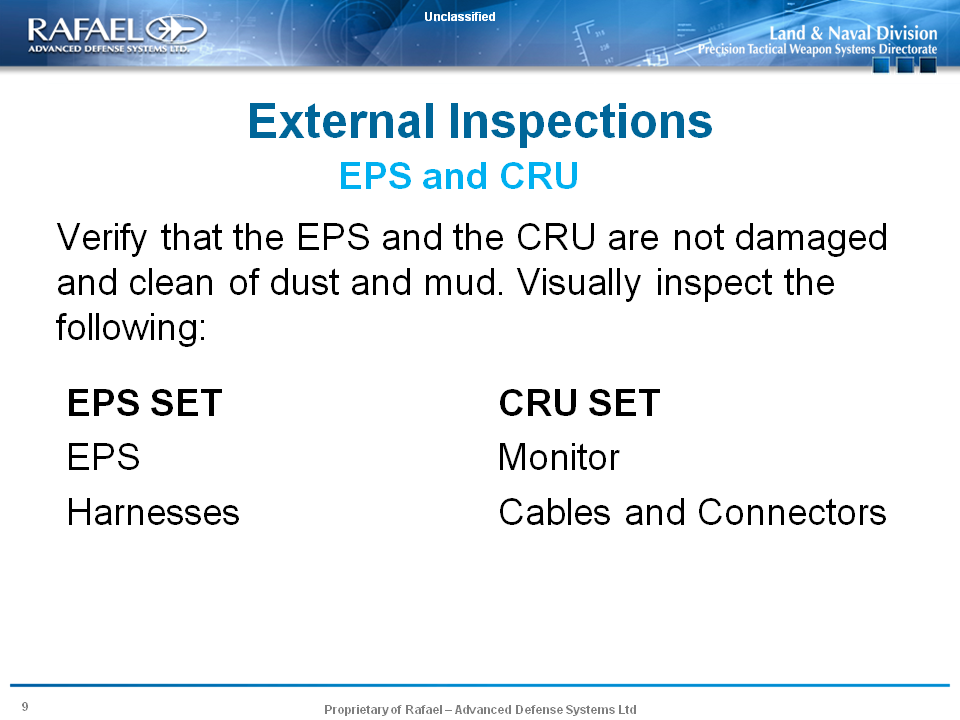 Unclassified
RAFAEL
ADVANCED DEFENSE SYSTEMS LTD.
Land & Naval Division
Precision Tactical Weapon Systems Directorate
External Inspections
EPS and CRU
Verify that the EPS and the CRU are not damaged
and clean of dust and mud. Visually inspect the
following:
EPS SET
EPS
Harnesses
CRU SET
Monitor
Cables and Connectors
9
Proprietary of Rafael – Advanced Defense Systems Ltd